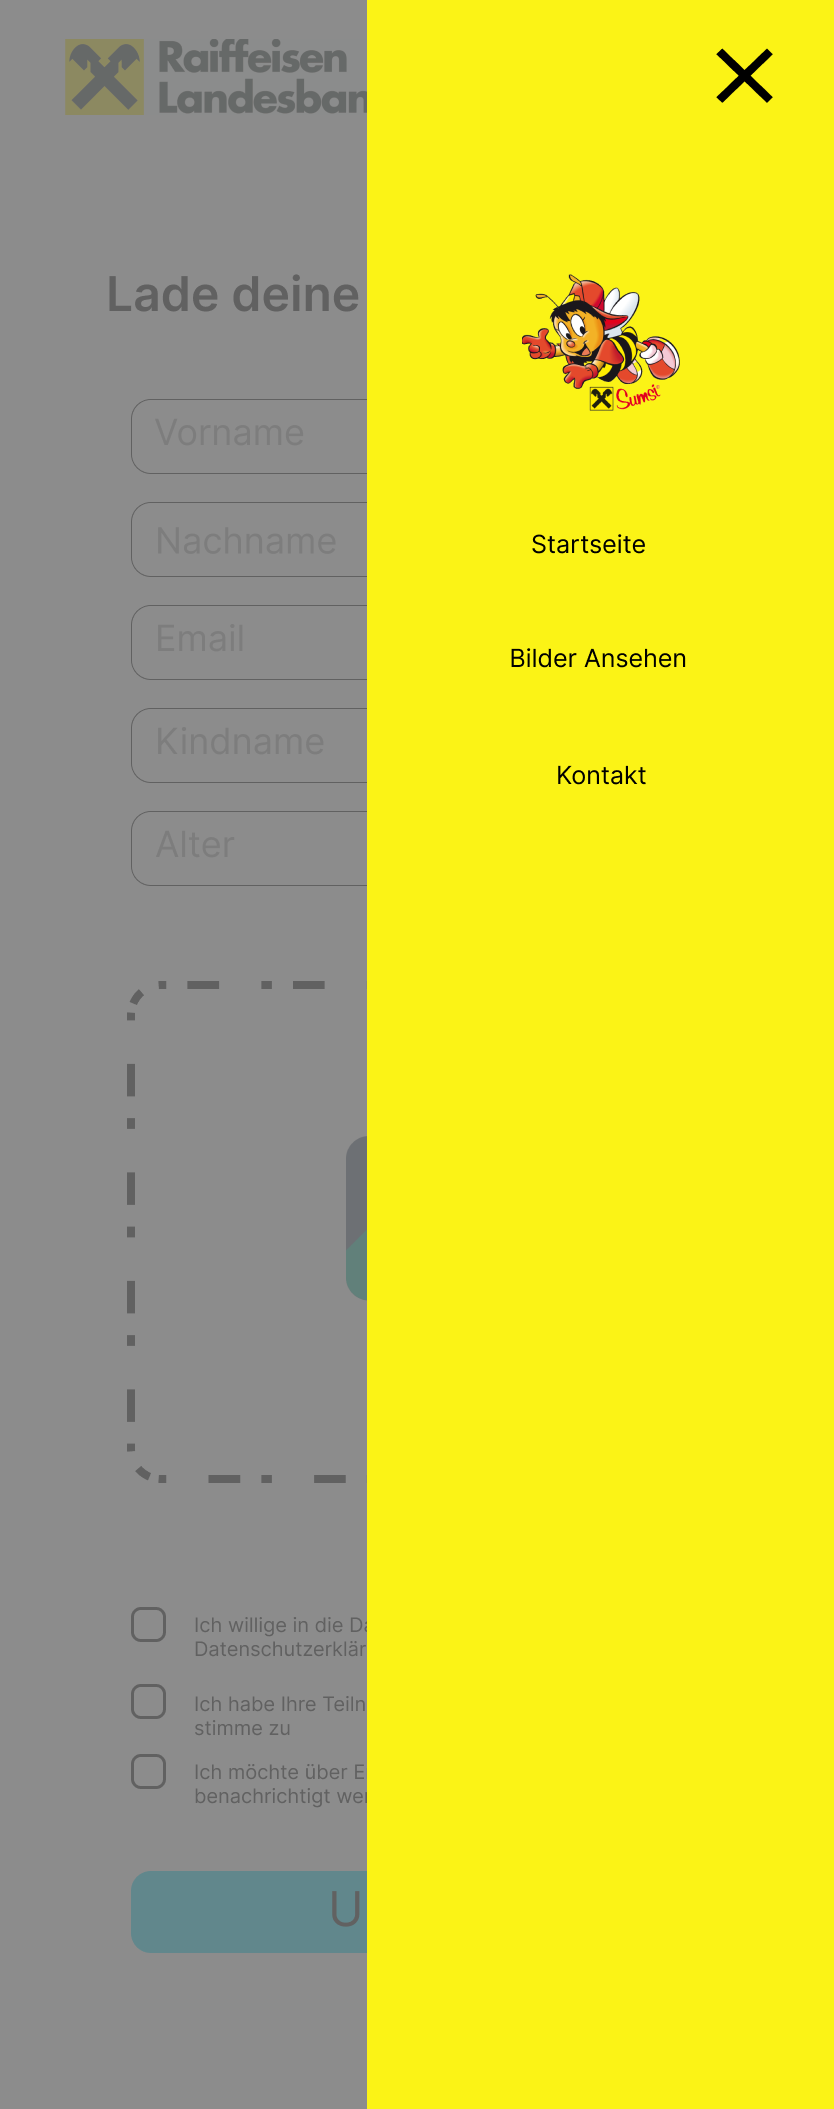 Raiffeisen
Landesban
Lade deine
Vorname
Nachname
Email
Kindname
Alter
Sumsi
Startseite
Bilder Ansehen
Kontakt
Ich willige in die Da
Datenschutzerklär
Ich habe Ihre Teiln
stimme zu
Ich möchte über E
benachrichtigt wer
U